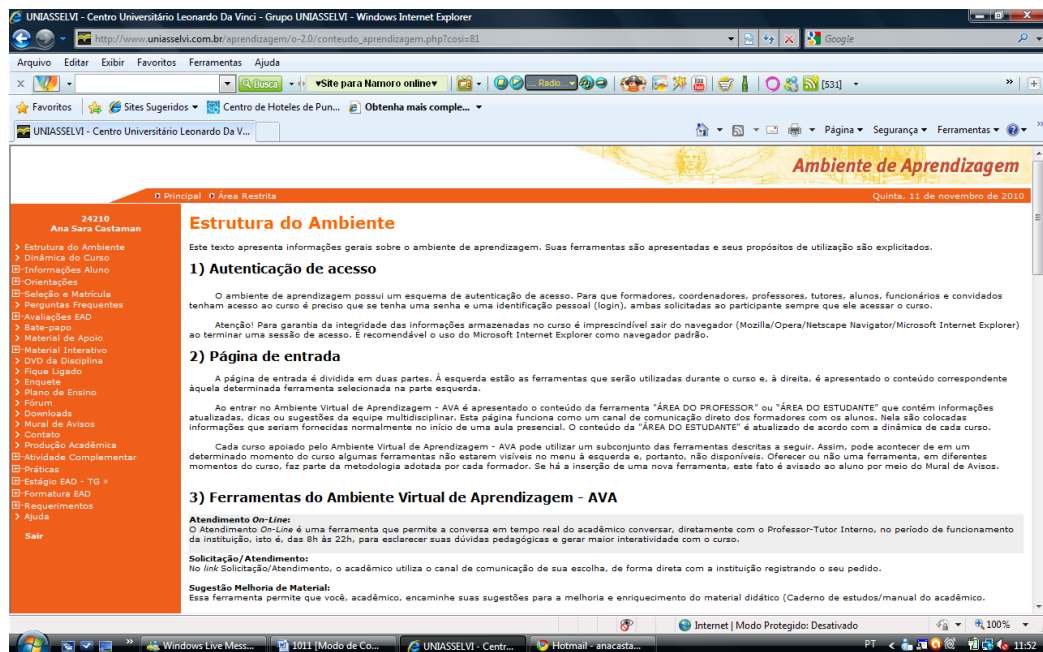 UNIASSELVI - Centro Universitário Leonardo Da Vinci - Grupo UNIASSELVI - Windows Internet Explorer
http://www.uniasselvi.com.br/aprendizagem/o-2.0/conteudo_aprendizagem.php?cosi=81
Google
Arquivo Editar Exibir Favoritos Ferramentas Ajuda
Busca ♥Site para Namoro online♥ Radio [531]
Favoritos Sites Sugeridos Centro de Hoteles de Pun... Obtenha mais comple...
UNIASSELVI - Centro Universitário Leonardo Da V...
Página Segurança Ferramentas
Ambiente de Aprendizagem
Principal Área Restrita
Quinta, 11 de novembro de 2010
24210
Ana Sara Castaman
Estrutura do Ambiente
Dinâmica do Curso
Informações Aluno
Orientações
Seleção e Matrícula
Perguntas Frequentes
Avaliações EAD
Bate-papo
Material de Apoio
Material Interativo
DVD da Disciplina
Fique Ligado
Enquete
Plano de Ensino
Fórum
Downloads
Mural de Avisos
Contato
Produção Acadêmica
Atividade Complementar
Práticas
Estágio EAD - TG »
Formatura EAD
Requerimentos
Ajuda
Sair
Estrutura do Ambiente
Este texto apresenta informações gerais sobre o ambiente de aprendizagem. Suas ferramentas são apresentadas e seus propósitos de utilização são explicitados.
1) Autenticação de acesso
O ambiente de aprendizagem possui um esquema de autenticação de acesso. Para que formadores, coordenadores, professores, tutores, alunos, funcionários e convidados
tenham acesso ao curso é preciso que se tenha uma senha e uma identificação pessoal (login), ambas solicitadas ao participante sempre que ele acessar o curso.
Atenção! Para garantia da integridade das informações armazenadas no curso é imprescindível sair do navegador (Mozilla/Opera/Netscape Navigator/Microsoft Internet Explorer)
ao terminar uma sessão de acesso. É recomendável o uso do Microsoft Internet Explorer como navegador padrão.
2) Página de entrada
A página de entrada é dividida em duas partes. À esquerda estão as ferramentas que serão utilizadas durante o curso e, à direita, é apresentado o conteúdo correspondente
àquela determinada ferramenta selecionada na parte esquerda.
Ao entrar no Ambiente Virtual de Aprendizagem - AVA é apresentado o conteúdo da ferramenta "ÁREA DO PROFESSOR" ou "ÁREA DO ESTUDANTE" que contém informações
atualizadas, dicas ou sugestões da equipe multidisciplinar. Esta página funciona como um canal de comunicação direto dos formadores com os alunos. Nela são colocadas
informações que seriam fornecidas normalmente no início de uma aula presencial. O conteúdo da "ÁREA DO ESTUDANTE" é atualizado de acordo com a dinâmica de cada curso.
Cada curso apoiado pelo Ambiente Virtual de Aprendizagem - AVA pode utilizar um subconjunto das ferramentas descritas a seguir. Assim, pode acontecer de em um
determinado momento do curso algumas ferramentas não estarem visíveis no menu à esquerda e, portanto, não disponíveis. Oferecer ou não uma ferramenta, em diferentes
momentos do curso, faz parte da metodologia adotada por cada formador. Se há a inserção de uma nova ferramenta, este fato é avisado ao aluno por meio do Mural de Avisos.
3) Ferramentas do Ambiente Virtual de Aprendizagem - AVA
Atendimento On-Line:
O Atendimento On-Line é uma ferramenta que permite a conversa em tempo real do acadêmico conversar, diretamente com o Professor-Tutor Interno, no período de funcionamento
da instituição, isto é, das 8h às 22h, para esclarecer suas dúvidas pedagógicas e gerar maior interatividade com o curso.
Solicitação/Atendimento:
No link Solicitação/Atendimento, o acadêmico utiliza o canal de comunicação de sua escolha, de forma direta com a instituição registrando o seu pedido.
Sugestão Melhoria de Material:
Essa ferramenta permite que você, acadêmico, encaminhe suas sugestões para a melhoria e enriquecimento do material didático (Caderno de estudos/manual do acadêmico.
Internet | Modo Protegido: Desativado 100%
Windows Live Mess... 1011 [Modo de Co... UNIASSELVI - Centr... Hotmail - anacasta... PT 11:52